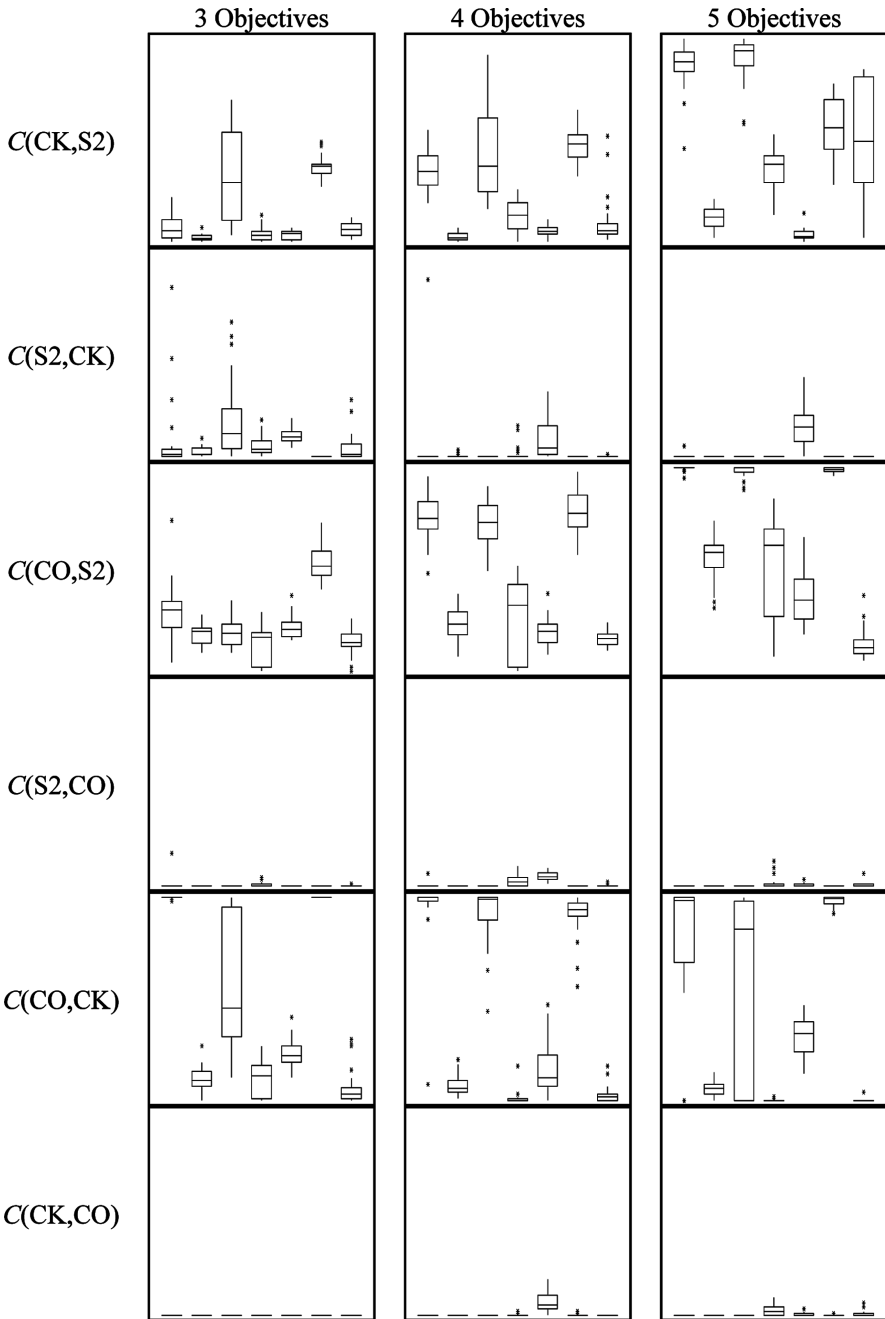 3 Objectives 4 Objectives 5 Objectives
C(CK,S2)
C(S2,CK)
C(CO,S2)
C(S2,CO)
C(CO,CK)
C(CK,CO)